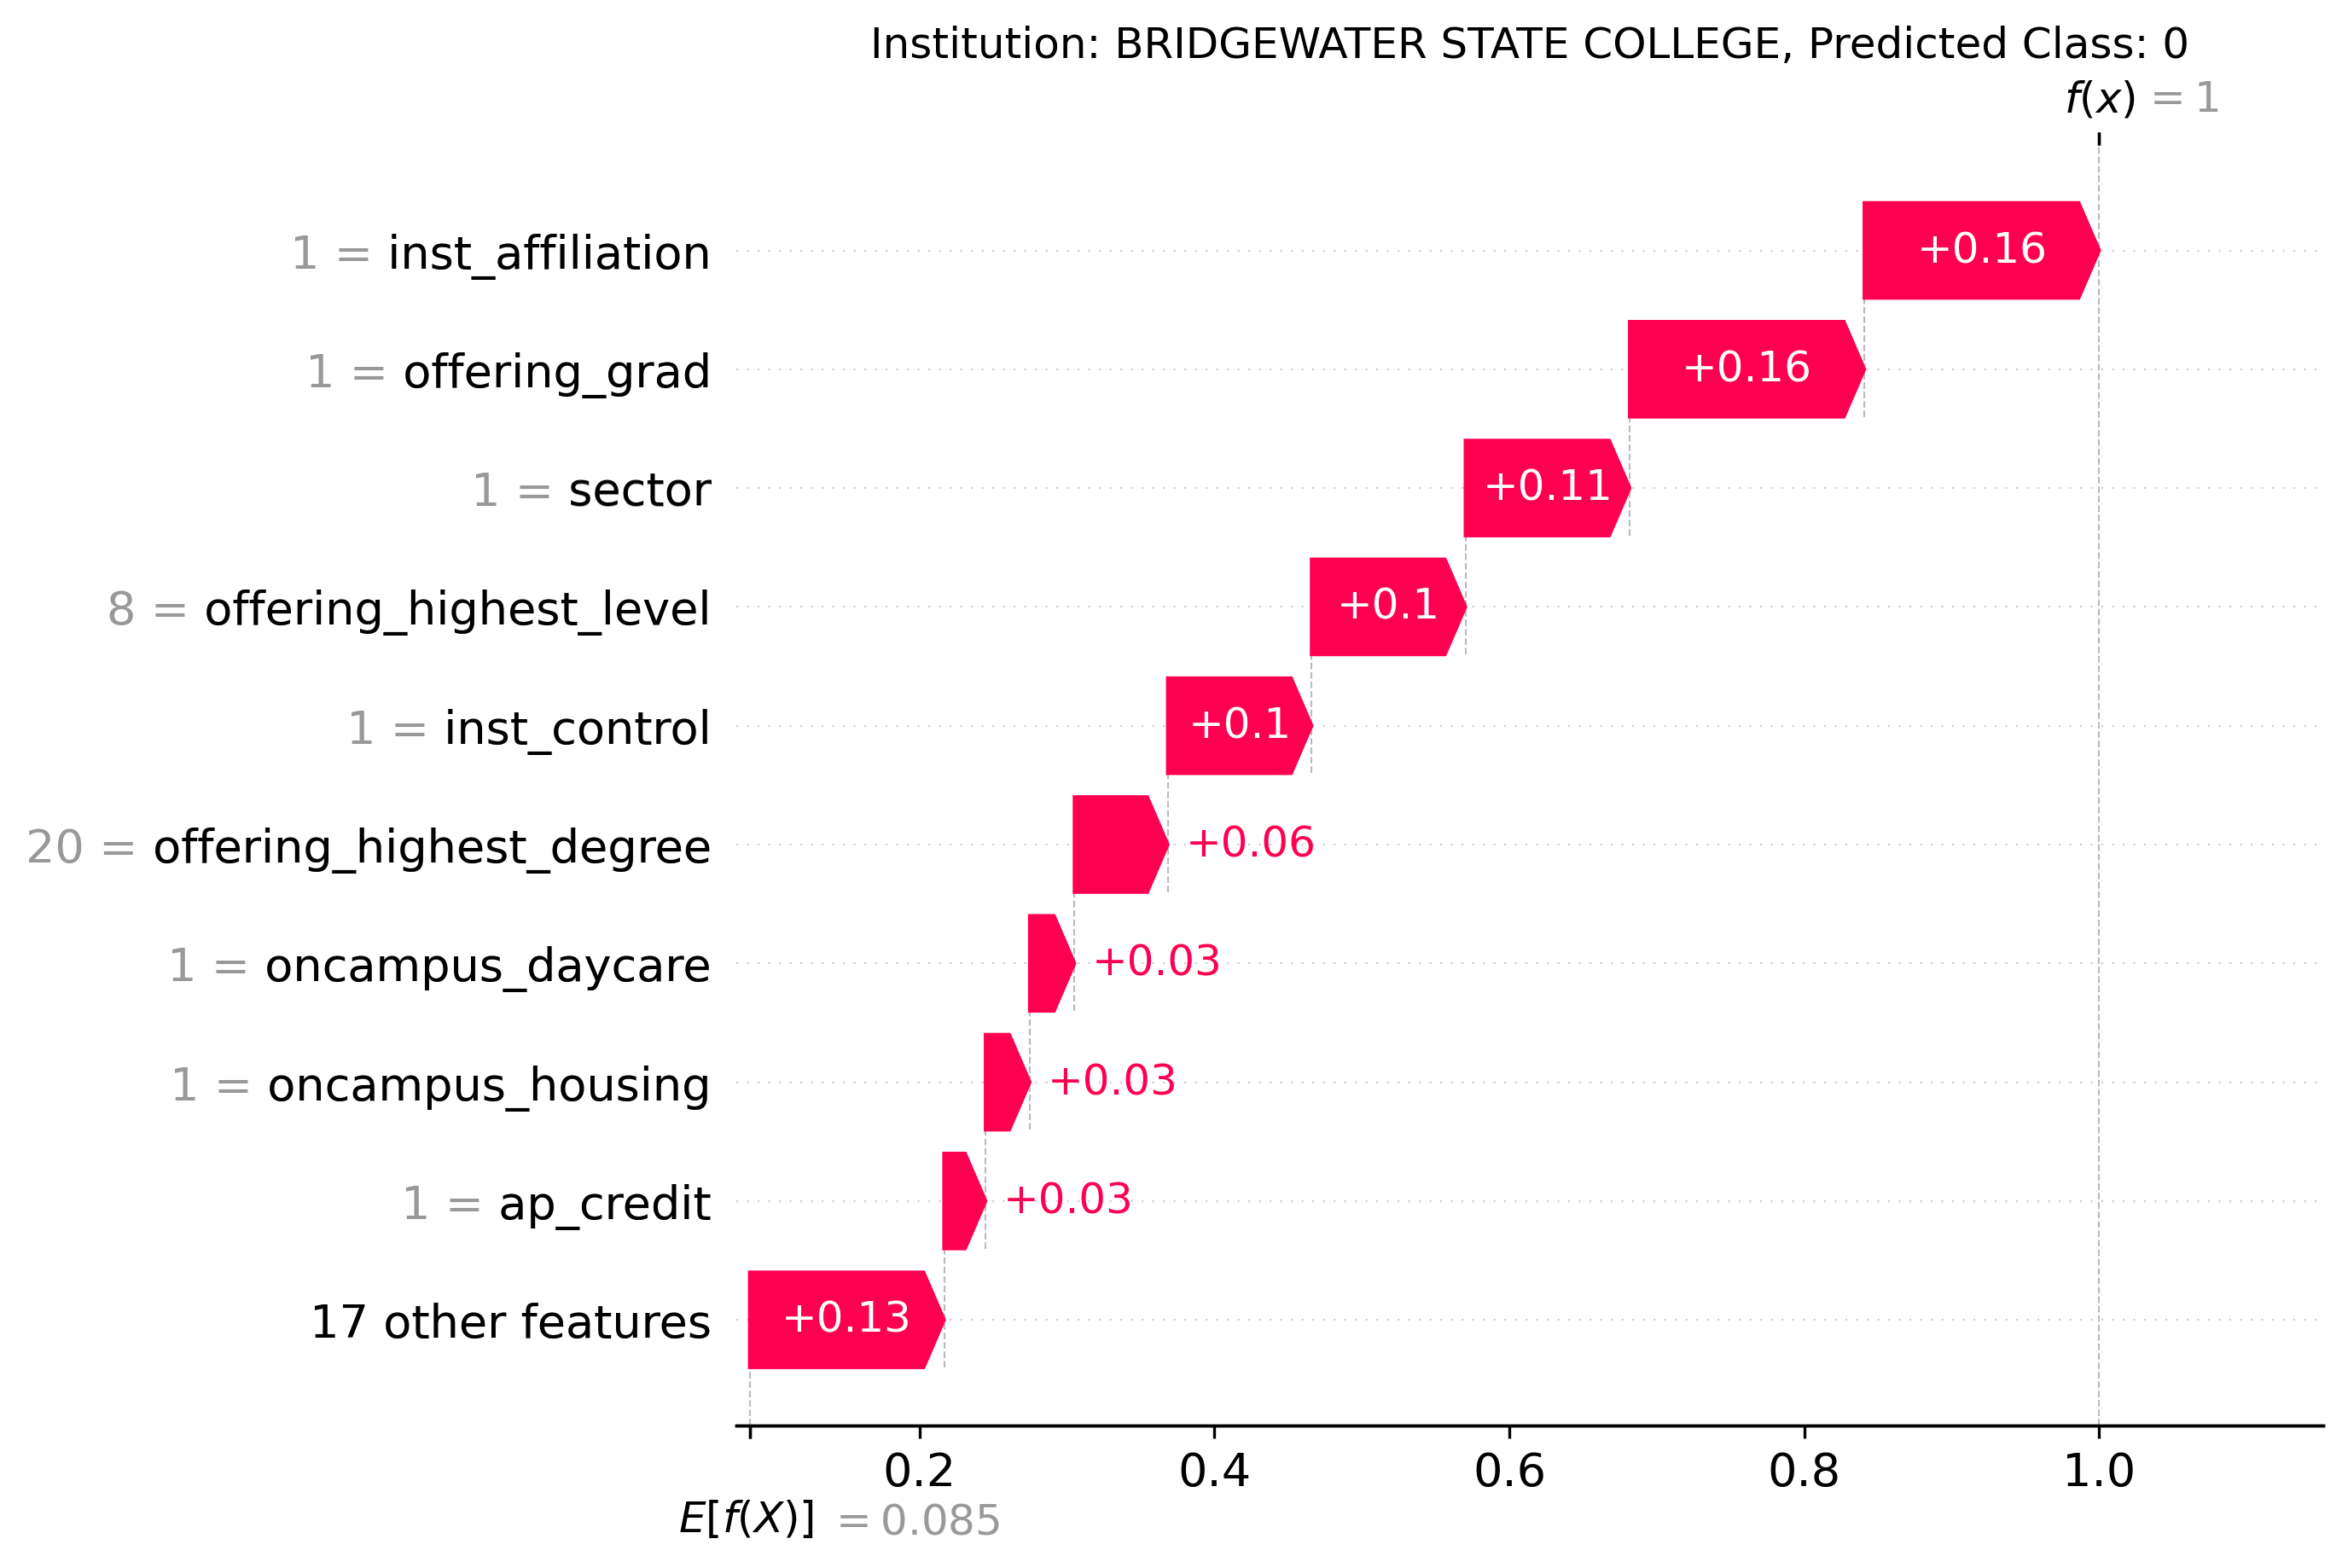 Institution: BRIDGEWATER STATE COLLEGE, Predicted Class: 0
f(x) = 1
1 = inst_affiliation
+0.16
1 = offering_grad
+0.16
1 = sector
+0.11
8 = offering_highest_level
+0.1
1 = inst_control
+0.1
20 = offering_highest_degree
+0.06
1 = oncampus_daycare
+0.03
1 = oncampus_housing
+0.03
1 = ap_credit
+0.03
17 other features
+0.13
0.2 0.4 0.6 0.8 1.0
E[f(X)] = 0.085